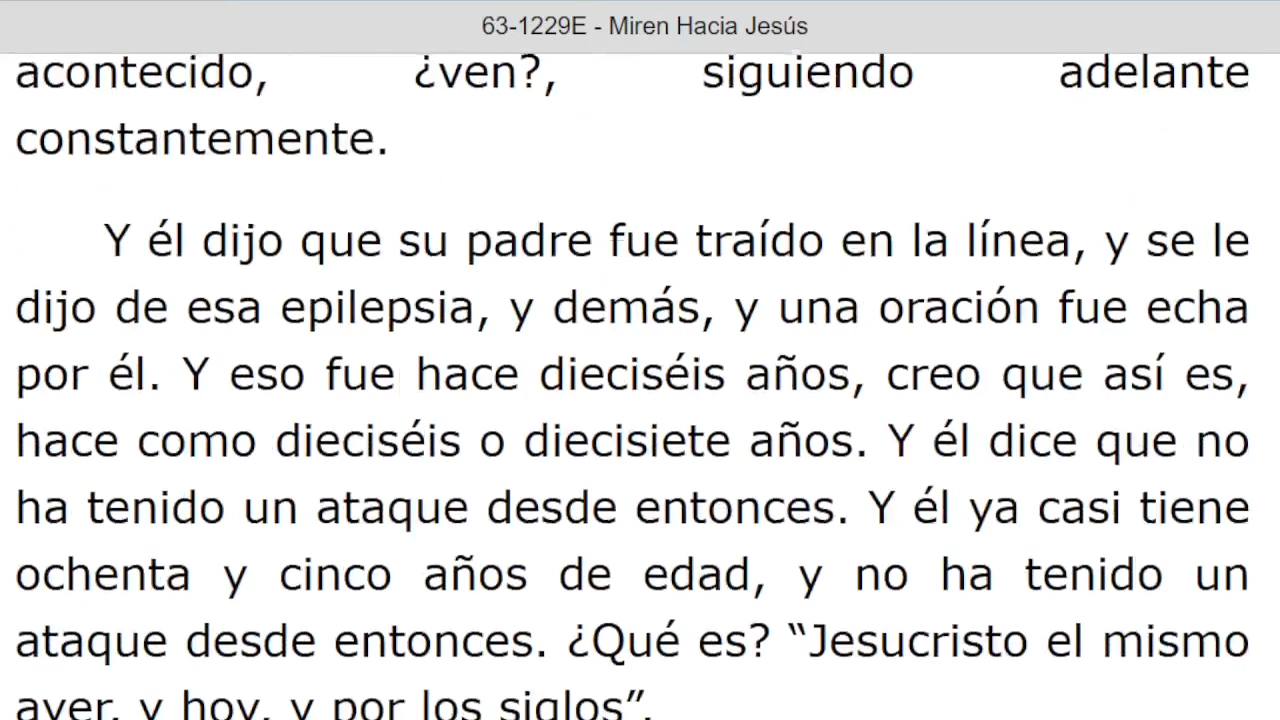 63-1229E - Miren Hacia Jesús
acontecido, ¿ven?, siguiendo adelante
constantemente.
Y él dijo que su padre fue traído en la línea, y se le
dijo de esa epilepsia, y demás, y una oración fue echa
por él. Y eso fue hace dieciséis años, creo que así es,
hace como dieciséis o diecisiete años. Y él dice que no
ha tenido un ataque desde entonces. Y él ya casi tiene
ochenta y cinco años de edad, y no ha tenido un
ataque desde entonces. ¿Qué es? “Jesucristo el mismo
ayer, y hoy, y por los siglos”.